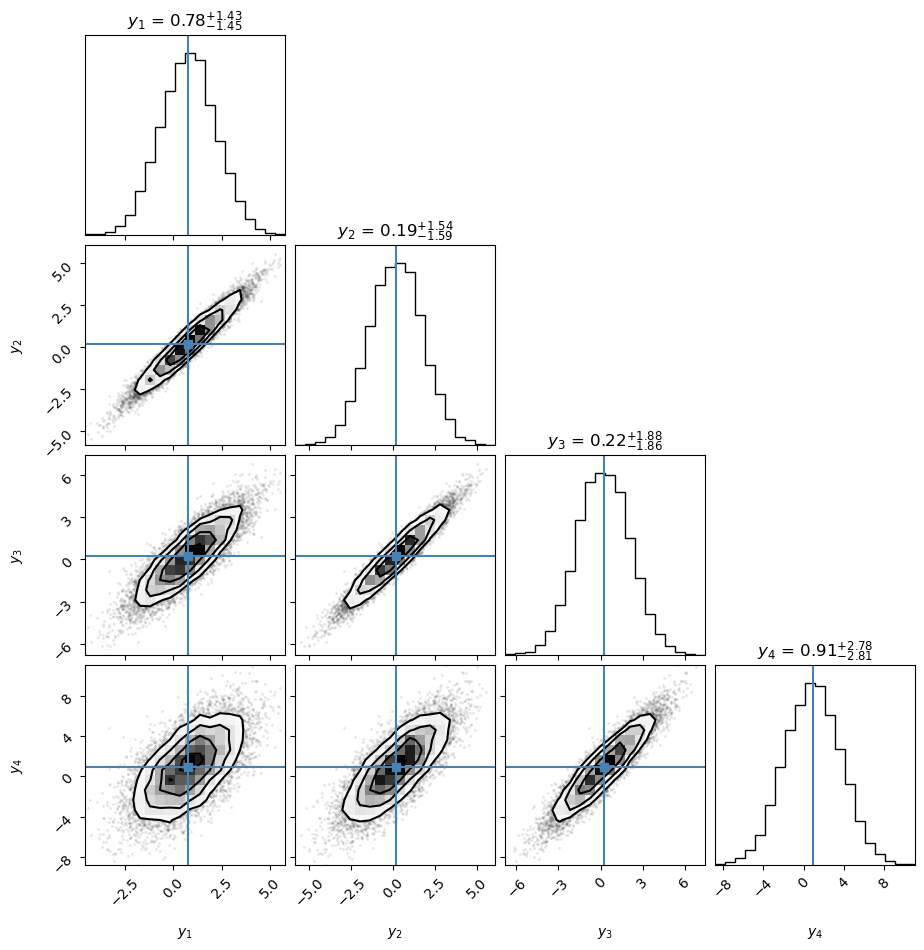 y₁ = 0.78+1.43−1.45
y₂ = 0.19+1.54−1.59
5.0
2.5
0.0
−2.5
−5.0
y₂
y₃ = 0.22+1.88−1.86
6
3
0
−3
−6
y₃
y₄ = 0.91+2.78−2.81
8
4
0
−4
−8
y₄
−2.5 0.0 2.5 5.0
−5.0 −2.5 0.0 2.5 5.0
−6 −3 0 3 6
−8 −4 0 4 8
y₁ y₂ y₃ y₄